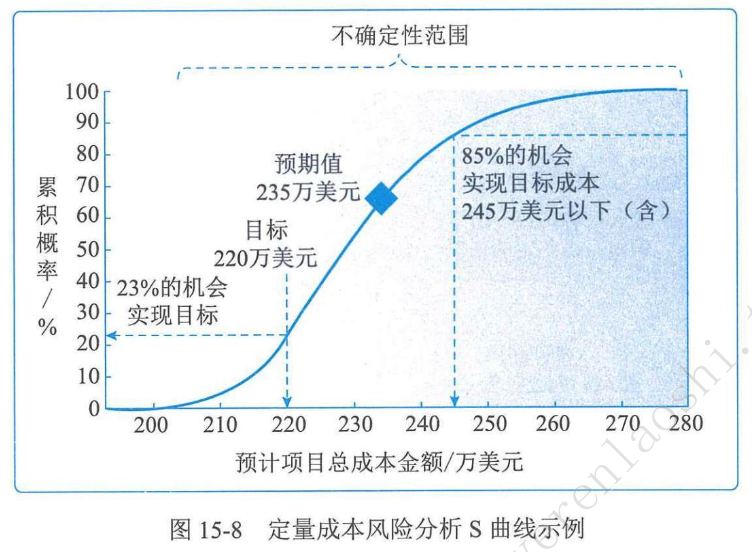 不确定性范围
100
90
80
70
60
50
40
30
20
10
0
累积概率/%
预期值
235万美元
目标
220万美元
23%的机会
实现目标
85%的机会
实现目标成本
245万美元以下（含）
200 210 220 230 240 250 260 270 280
预计项目总成本金额/万美元
图 15-8 定量成本风险分析 S 曲线示例
werenlaoshi.